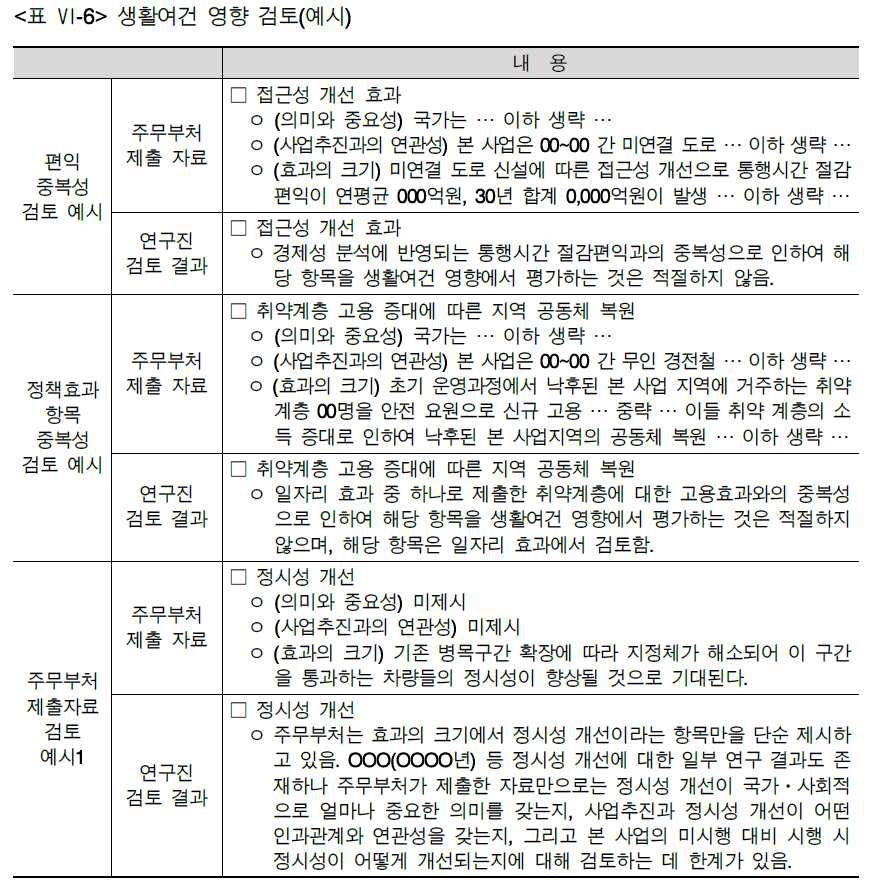 <표 Ⅵ-6> 생활여건 영향 검토(예시)
내 용
편익
중복성
검토 예시
주무부처
제출 자료
□ 접근성 개선 효과
ㅇ (의미와 중요성) 국가는 … 이하 생략 …
ㅇ (사업추진과의 연관성) 본 사업은 00~00 간 미연결 도로 … 이하 생략 …
ㅇ (효과의 크기) 미연결 도로 신설에 따른 접근성 개선으로 통행시간 절감
편익이 연평균 000억원, 30년 합계 0,000억원이 발생 … 이하 생략 …
연구진
검토 결과
□ 접근성 개선 효과
ㅇ 경제성 분석에 반영되는 통행시간 절감편익과의 중복성으로 인하여 해
당 항목을 생활여건 영향에서 평가하는 것은 적절하지 않음.
정책효과
항목
중복성
검토 예시
주무부처
제출 자료
□ 취약계층 고용 증대에 따른 지역 공동체 복원
ㅇ (의미와 중요성) 국가는 … 이하 생략 …
ㅇ (사업추진과의 연관성) 본 사업은 00~00 간 무인 경전철 … 이하 생략 …
ㅇ (효과의 크기) 초기 운영과정에서 낙후된 본 사업 지역에 거주하는 취약
계층 00명을 안전 요원으로 신규 고용 … 중략 … 이들 취약 계층의 소
득 증대로 인하여 낙후된 본 사업지역의 공동체 복원 … 이하 생략 …
연구진
검토 결과
□ 취약계층 고용 증대에 따른 지역 공동체 복원
ㅇ 일자리 효과 중 하나로 제출한 취약계층에 대한 고용효과와의 중복성
으로 인하여 해당 항목을 생활여건 영향에서 평가하는 것은 적절하지
않으며, 해당 항목은 일자리 효과에서 검토함.
주무부처
제출자료
검토
예시1
주무부처
제출 자료
□ 정시성 개선
ㅇ (의미와 중요성) 미제시
ㅇ (사업추진과의 연관성) 미제시
ㅇ (효과의 크기) 기존 병목구간 확장에 따라 지정체가 해소되어 이 구간
을 통과하는 차량들의 정시성이 향상될 것으로 기대된다.
연구진
검토 결과
□ 정시성 개선
ㅇ 주무부처는 효과의 크기에서 정시성 개선이라는 항목만을 단순 제시하
고 있음. OOO(OOOO년) 등 정시성 개선에 대한 일부 연구 결과도 존
재하나 주무부처가 제출한 자료만으로는 정시성 개선이 국가・사회적
으로 얼마나 중요한 의미를 갖는지, 사업추진과 정시성 개선이 어떤
인과관계와 연관성을 갖는지, 그리고 본 사업의 미시행 대비 시행 시
정시성이 어떻게 개선되는지에 대해 검토하는 데 한계가 있음.